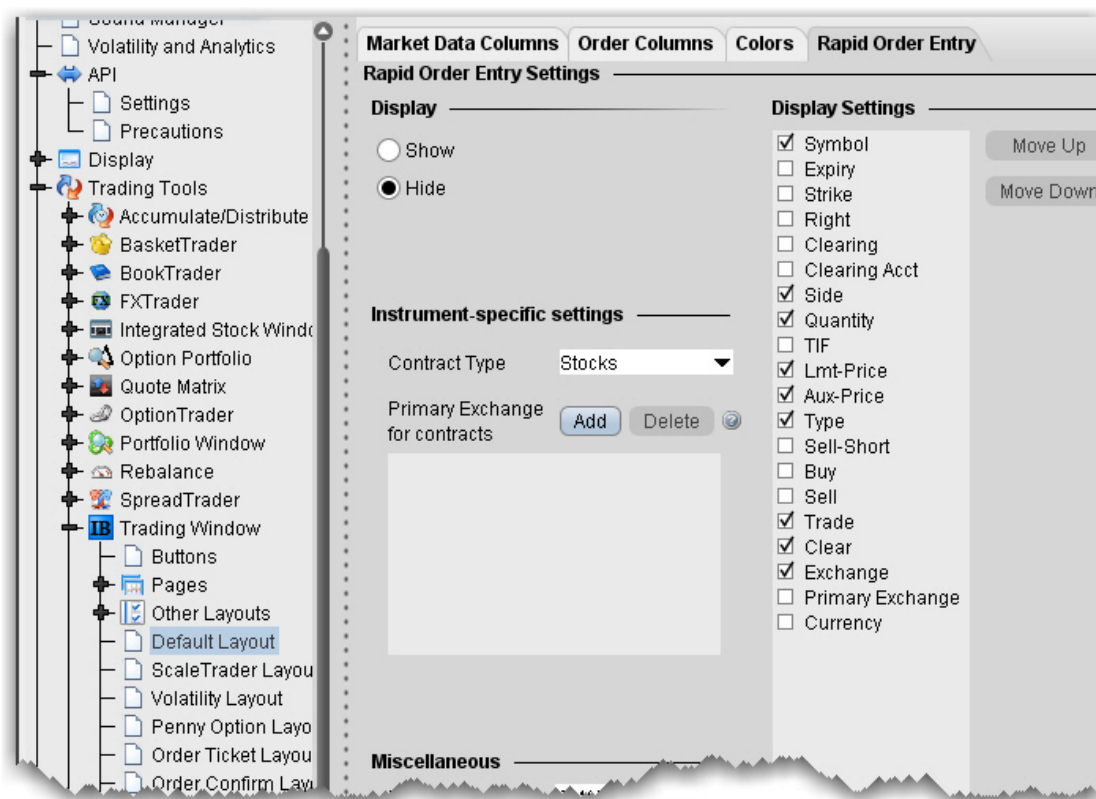 Sound Manager
Volatility and Analytics
API
Settings
Precautions
Display
Trading Tools
Accumulate/Distribute
BasketTrader
BookTrader
FX
FXTrader
Integrated Stock Windo
Option Portfolio
Quote Matrix
OptionTrader
Portfolio Window
Rebalance
SpreadTrader
IB
Trading Window
Buttons
Pages
Other Layouts
Default Layout
ScaleTrader Layou
Volatility Layout
Penny Option Layo
Order Ticket Layou
Order Confirm Layo
Market Data Columns
Order Columns
Colors
Rapid Order Entry
Rapid Order Entry Settings
Display
Show
Hide
Instrument-specific settings
Contract Type
Stocks
Primary Exchange
for contracts
Add
Delete
?
Miscellaneous
Display Settings
Symbol
Expiry
Strike
Right
Clearing
Clearing Acct
Side
Quantity
TIF
Lmt-Price
Aux-Price
Type
Sell-Short
Buy
Sell
Trade
Clear
Exchange
Primary Exchange
Currency
Move Up
Move Down